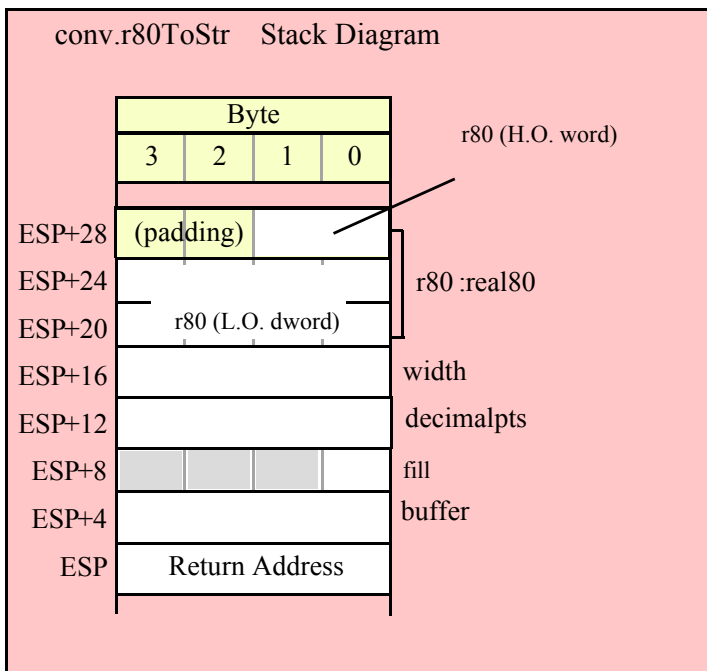 conv.r80ToStr Stack Diagram
Byte
3 2 1 0
r80 (H.O. word)
ESP+28 (padding)
ESP+24 r80 :real80
ESP+20 r80 (L.O. dword)
ESP+16 width
ESP+12 decimalpts
ESP+8 fill
ESP+4 buffer
ESP Return Address